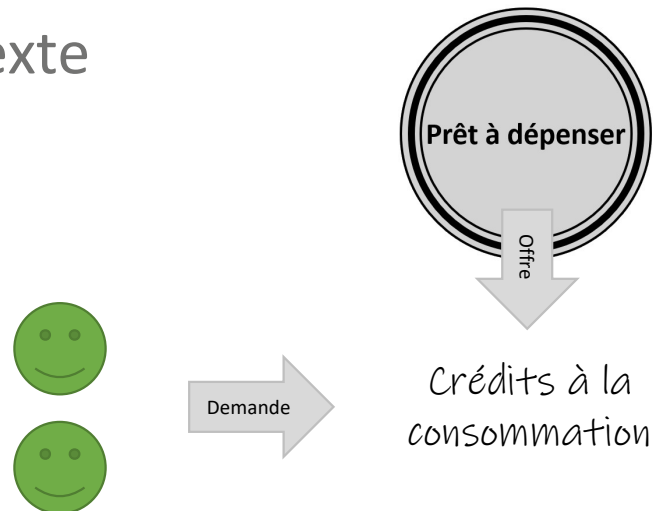 exte
Prêt à dépenser
Offre
Demande
Crédits à la
consommation